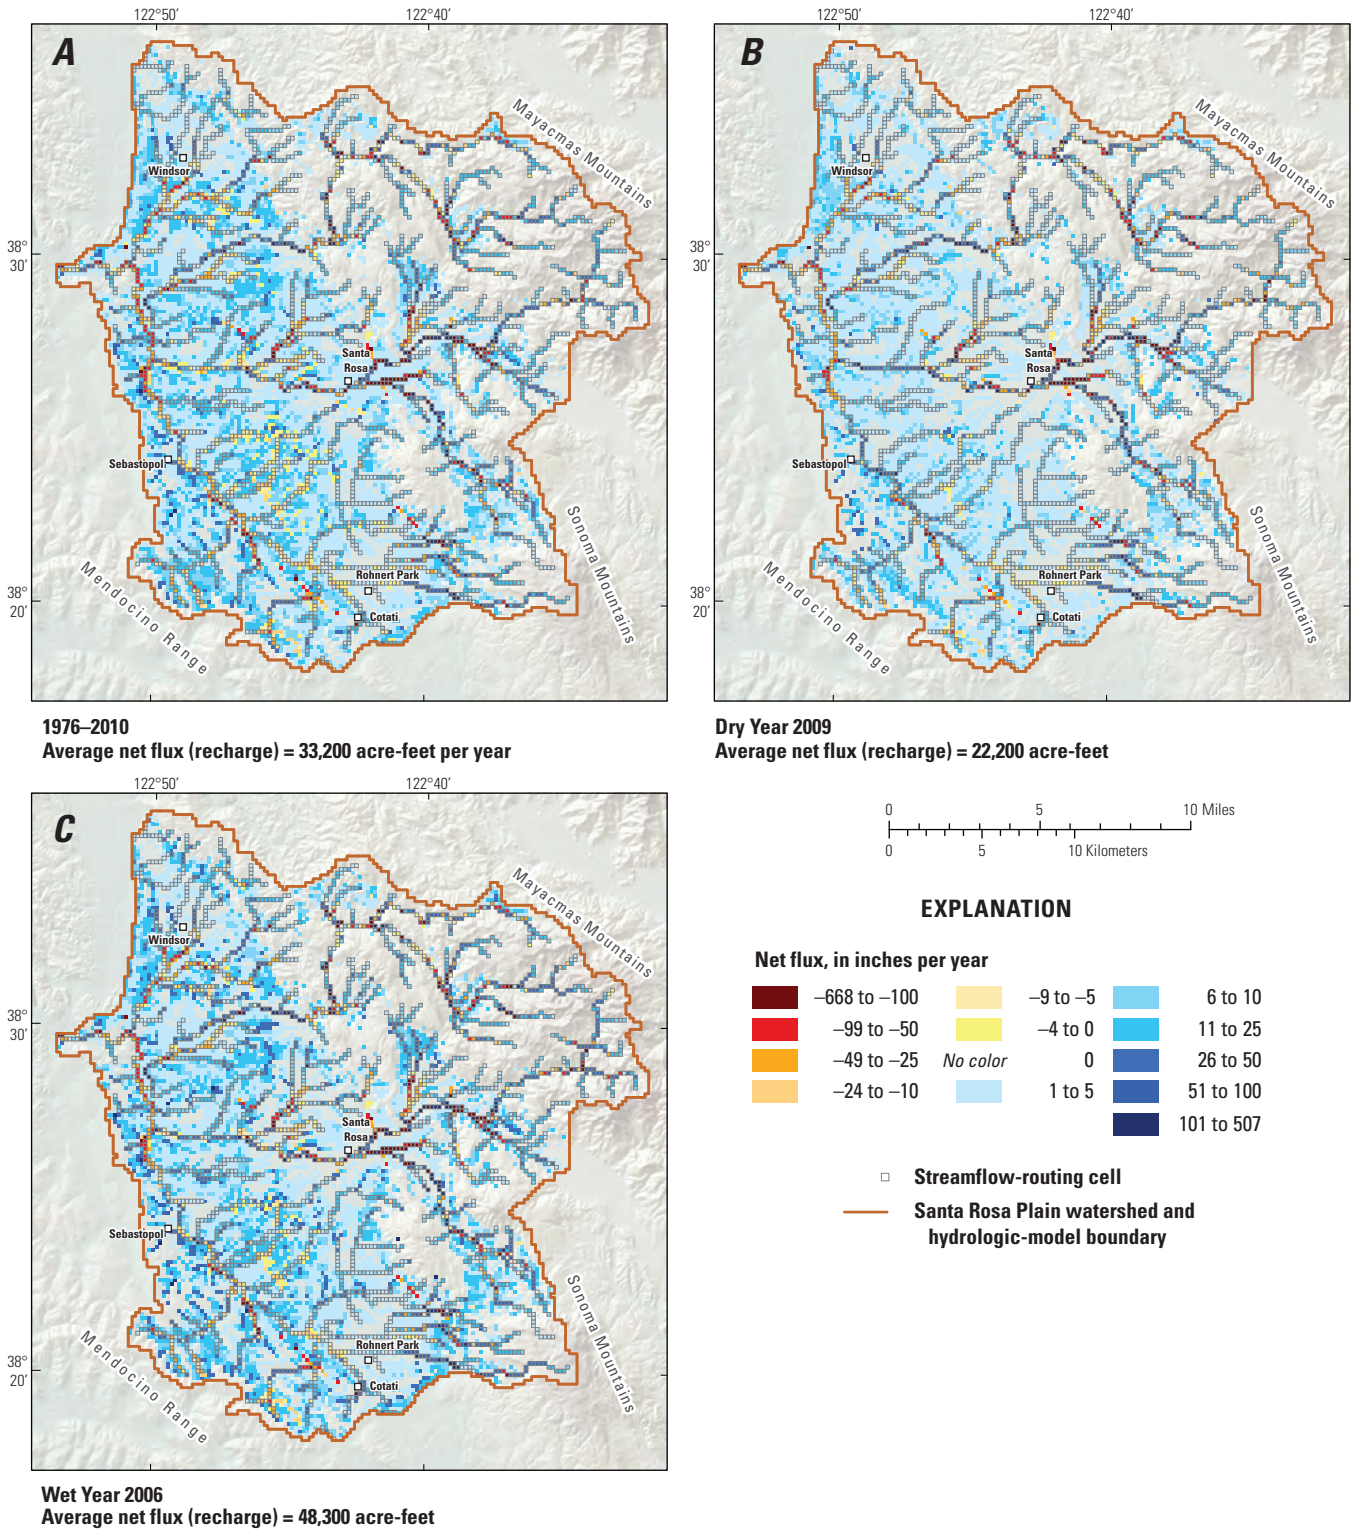 122°50′
122°40′
A
Mayacmas Mountains
Windsor
38°
30′
Santa
Rosa
Sebastopol
Sonoma Mountains
Rohnert Park
38°
20′
Cotati
Mendocino Range
1976–2010
Average net flux (recharge) = 33,200 acre-feet per year
122°50′
122°40′
B
Mayacmas Mountains
Windsor
38°
30′
Santa
Rosa
Sebastopol
Sonoma Mountains
Rohnert Park
38°
20′
Cotati
Mendocino Range
Dry Year 2009
Average net flux (recharge) = 22,200 acre-feet
122°50′
122°40′
C
Mayacmas Mountains
Windsor
38°
30′
Santa
Rosa
Sebastopol
Sonoma Mountains
Rohnert Park
38°
20′
Cotati
Mendocino Range
Wet Year 2006
Average net flux (recharge) = 48,300 acre-feet
0 5 10 Miles
0 5 10 Kilometers
EXPLANATION
Net flux, in inches per year
–668 to –100
–99 to –50
–49 to –25
–24 to –10
–9 to –5
–4 to 0
No color 0
1 to 5
6 to 10
11 to 25
26 to 50
51 to 100
101 to 507
Streamflow-routing cell
Santa Rosa Plain watershed and
hydrologic-model boundary